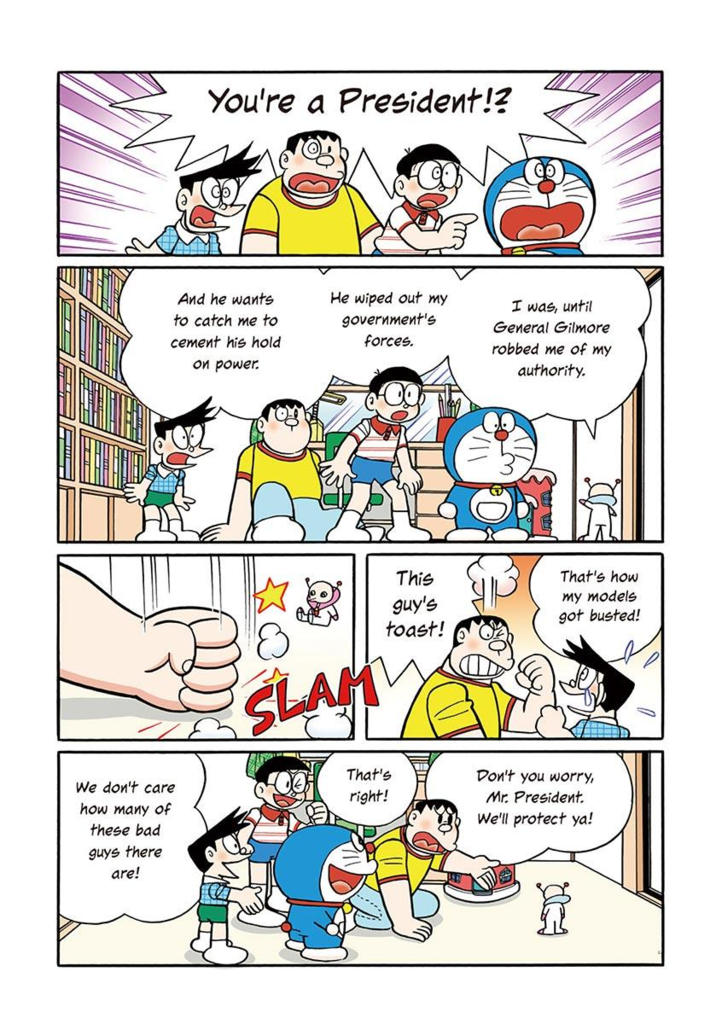 You're a President!?
I was, until
General Gilmore
robbed me of my
authority.
He wiped out my
government's
forces.
And he wants
to catch me to
cement his hold
on power.
That's how
my models
got busted!
This
guy's
toast!
SLAM
Don't you worry,
Mr. President.
We'll protect ya!
That's
right!
We don't care
how many of
these bad
guys there
are!